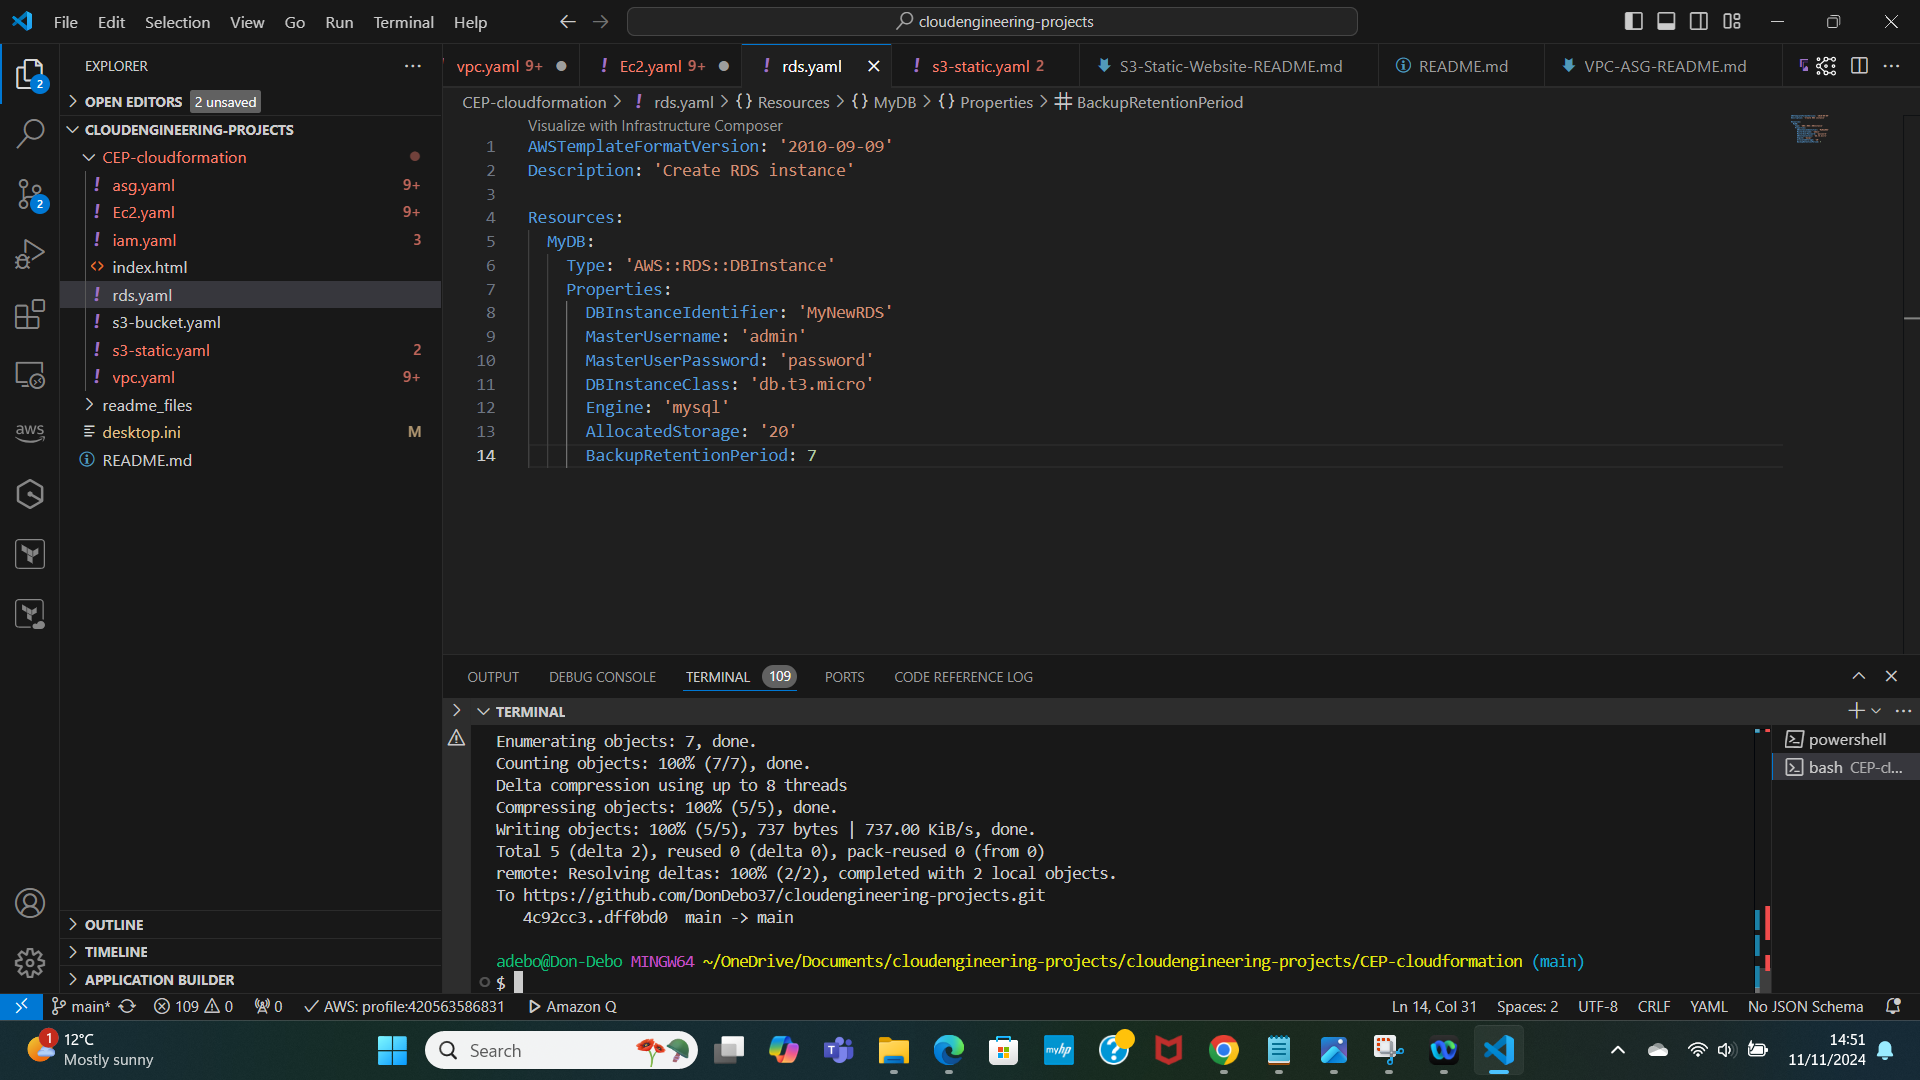 File Edit Selection View Go Run Terminal Help
cloudengineering-projects
EXPLORER
2
OPEN EDITORS 2 unsaved
CLOUDENGINEERING-PROJECTS
CEP-cloudformation
asg.yaml 9+
Ec2.yaml 9+
iam.yaml 3
index.html
rds.yaml
s3-bucket.yaml
s3-static.yaml 2
vpc.yaml 9+
readme_files
desktop.ini M
README.md
2
aws
OUTLINE
TIMELINE
APPLICATION BUILDER
vpc.yaml 9+ Ec2.yaml 9+ rds.yaml s3-static.yaml 2 S3-Static-Website-README.md README.md VPC-ASG-README.md
CEP-cloudformation > rds.yaml > {} Resources > {} MyDB > {} Properties > BackupRetentionPeriod
Visualize with Infrastructure Composer
1 AWSTemplateFormatVersion: '2010-09-09'
2 Description: 'Create RDS instance'
3
4 Resources:
5 MyDB:
6 Type: 'AWS::RDS::DBInstance'
7 Properties:
8 DBInstanceIdentifier: 'MyNewRDS'
9 MasterUsername: 'admin'
10 MasterUserPassword: 'password'
11 DBInstanceClass: 'db.t3.micro'
12 Engine: 'mysql'
13 AllocatedStorage: '20'
14 BackupRetentionPeriod: 7
OUTPUT DEBUG CONSOLE TERMINAL 109 PORTS CODE REFERENCE LOG
TERMINAL
Enumerating objects: 7, done.
Counting objects: 100% (7/7), done.
Delta compression using up to 8 threads
Compressing objects: 100% (5/5), done.
Writing objects: 100% (5/5), 737 bytes | 737.00 KiB/s, done.
Total 5 (delta 2), reused 0 (delta 0), pack-reused 0 (from 0)
remote: Resolving deltas: 100% (2/2), completed with 2 local objects.
To https://github.com/DonDebo37/cloudengineering-projects.git
4c92cc3..dff0bd0 main -> main
adebo@Don-Debo MINGW64 ~/OneDrive/Documents/cloudengineering-projects/cloudengineering-projects/CEP-cloudformation (main)
$
powershell
bash CEP-cl...
main* 109 0 0 AWS: profile:420563586831 Amazon Q Ln 14, Col 31 Spaces: 2 UTF-8 CRLF YAML No JSON Schema
1
12°C
Mostly sunny
Search
myhp
14:51
11/11/2024